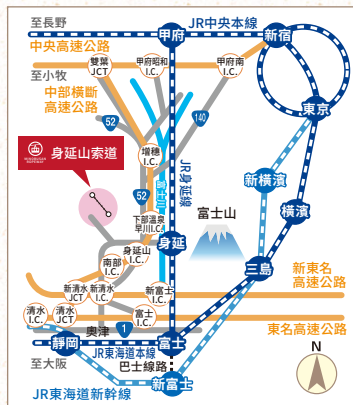 至長野
JR中央本線
甲府
新宿
中央高速公路
雙葉
JCT
甲府昭和
I.C.
甲府南
I.C.
至小牧
中部橫斷
高速公路
52
140
東京
增穗
I.C.
身延山索道
52
富士川
JR身延線
新橫濱
橫濱
富士山
下部溫泉
早川I.C.
身延
身延山
I.C.
南部
I.C.
三島
新東名
高速公路
新清水
JCT
新清水
I.C.
新富士
I.C.
清水
I.C.
清水
JCT
富士
I.C.
東名高速公路
奧津
1
靜岡
JR東海道本線
富士
至大阪
巴士線路
新富士
JR東海道新幹線
N